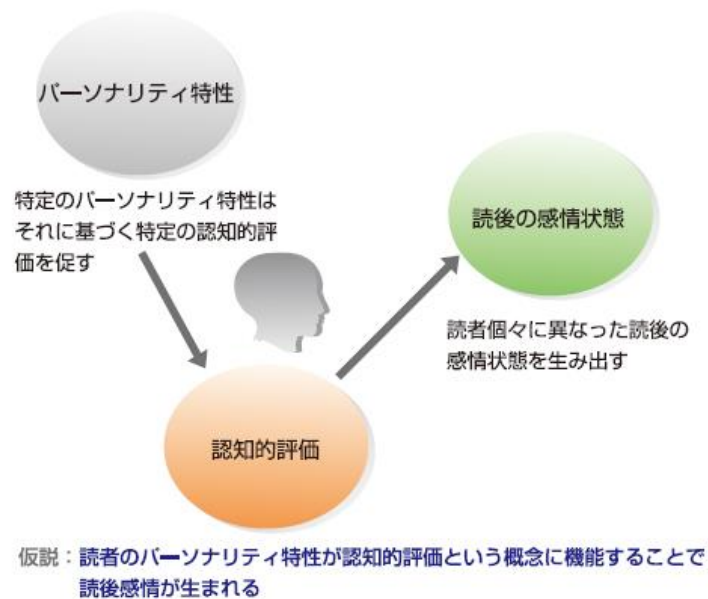 パーソナリティ特性
特定のパーソナリティ特性は
それに基づく特定の認知的評
価を促す
読後の感情状態
読者個々に異なった読後の
感情状態を生み出す
認知的評価
仮説：読者のパーソナリティ特性が認知的評価という概念に機能することで
読後感情が生まれる